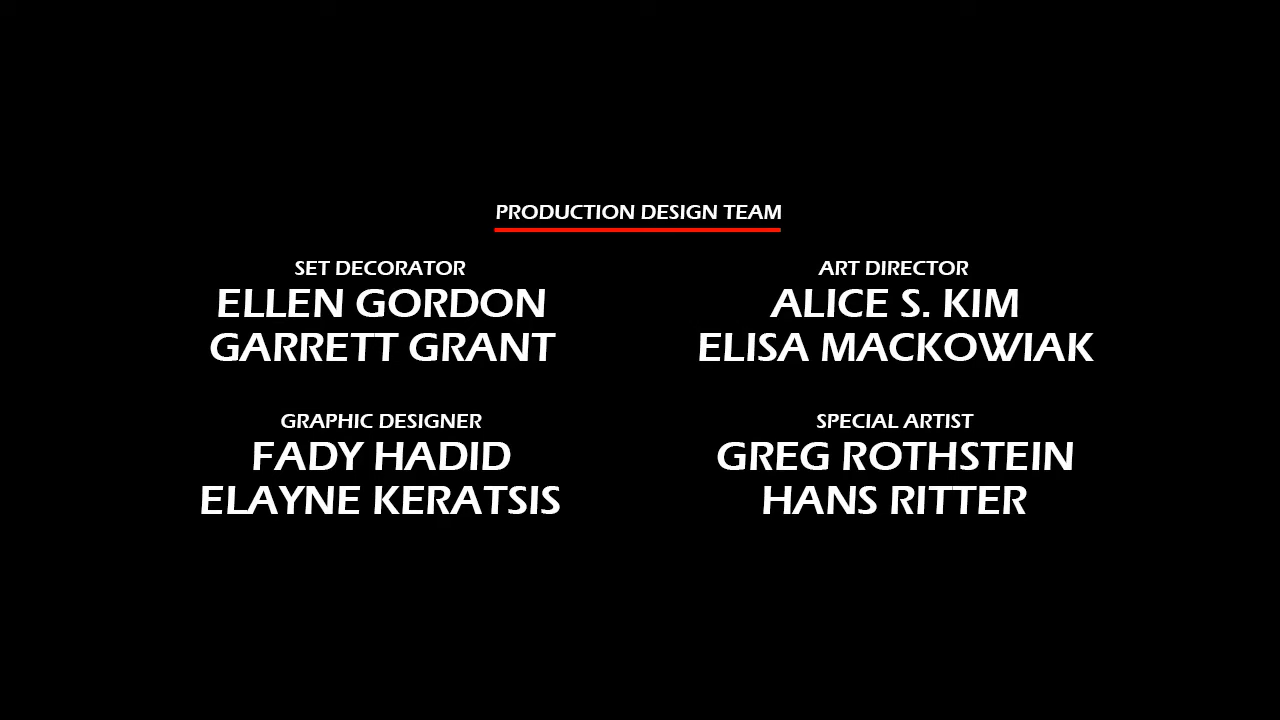 PRODUCTION DESIGN TEAM
SET DECORATOR
ELLEN GORDON
GARRETT GRANT
ART DIRECTOR
ALICE S. KIM
ELISA MACKOWIAK
GRAPHIC DESIGNER
FADY HADID
ELAYNE KERATSIS
SPECIAL ARTIST
GREG ROTHSTEIN
HANS RITTER